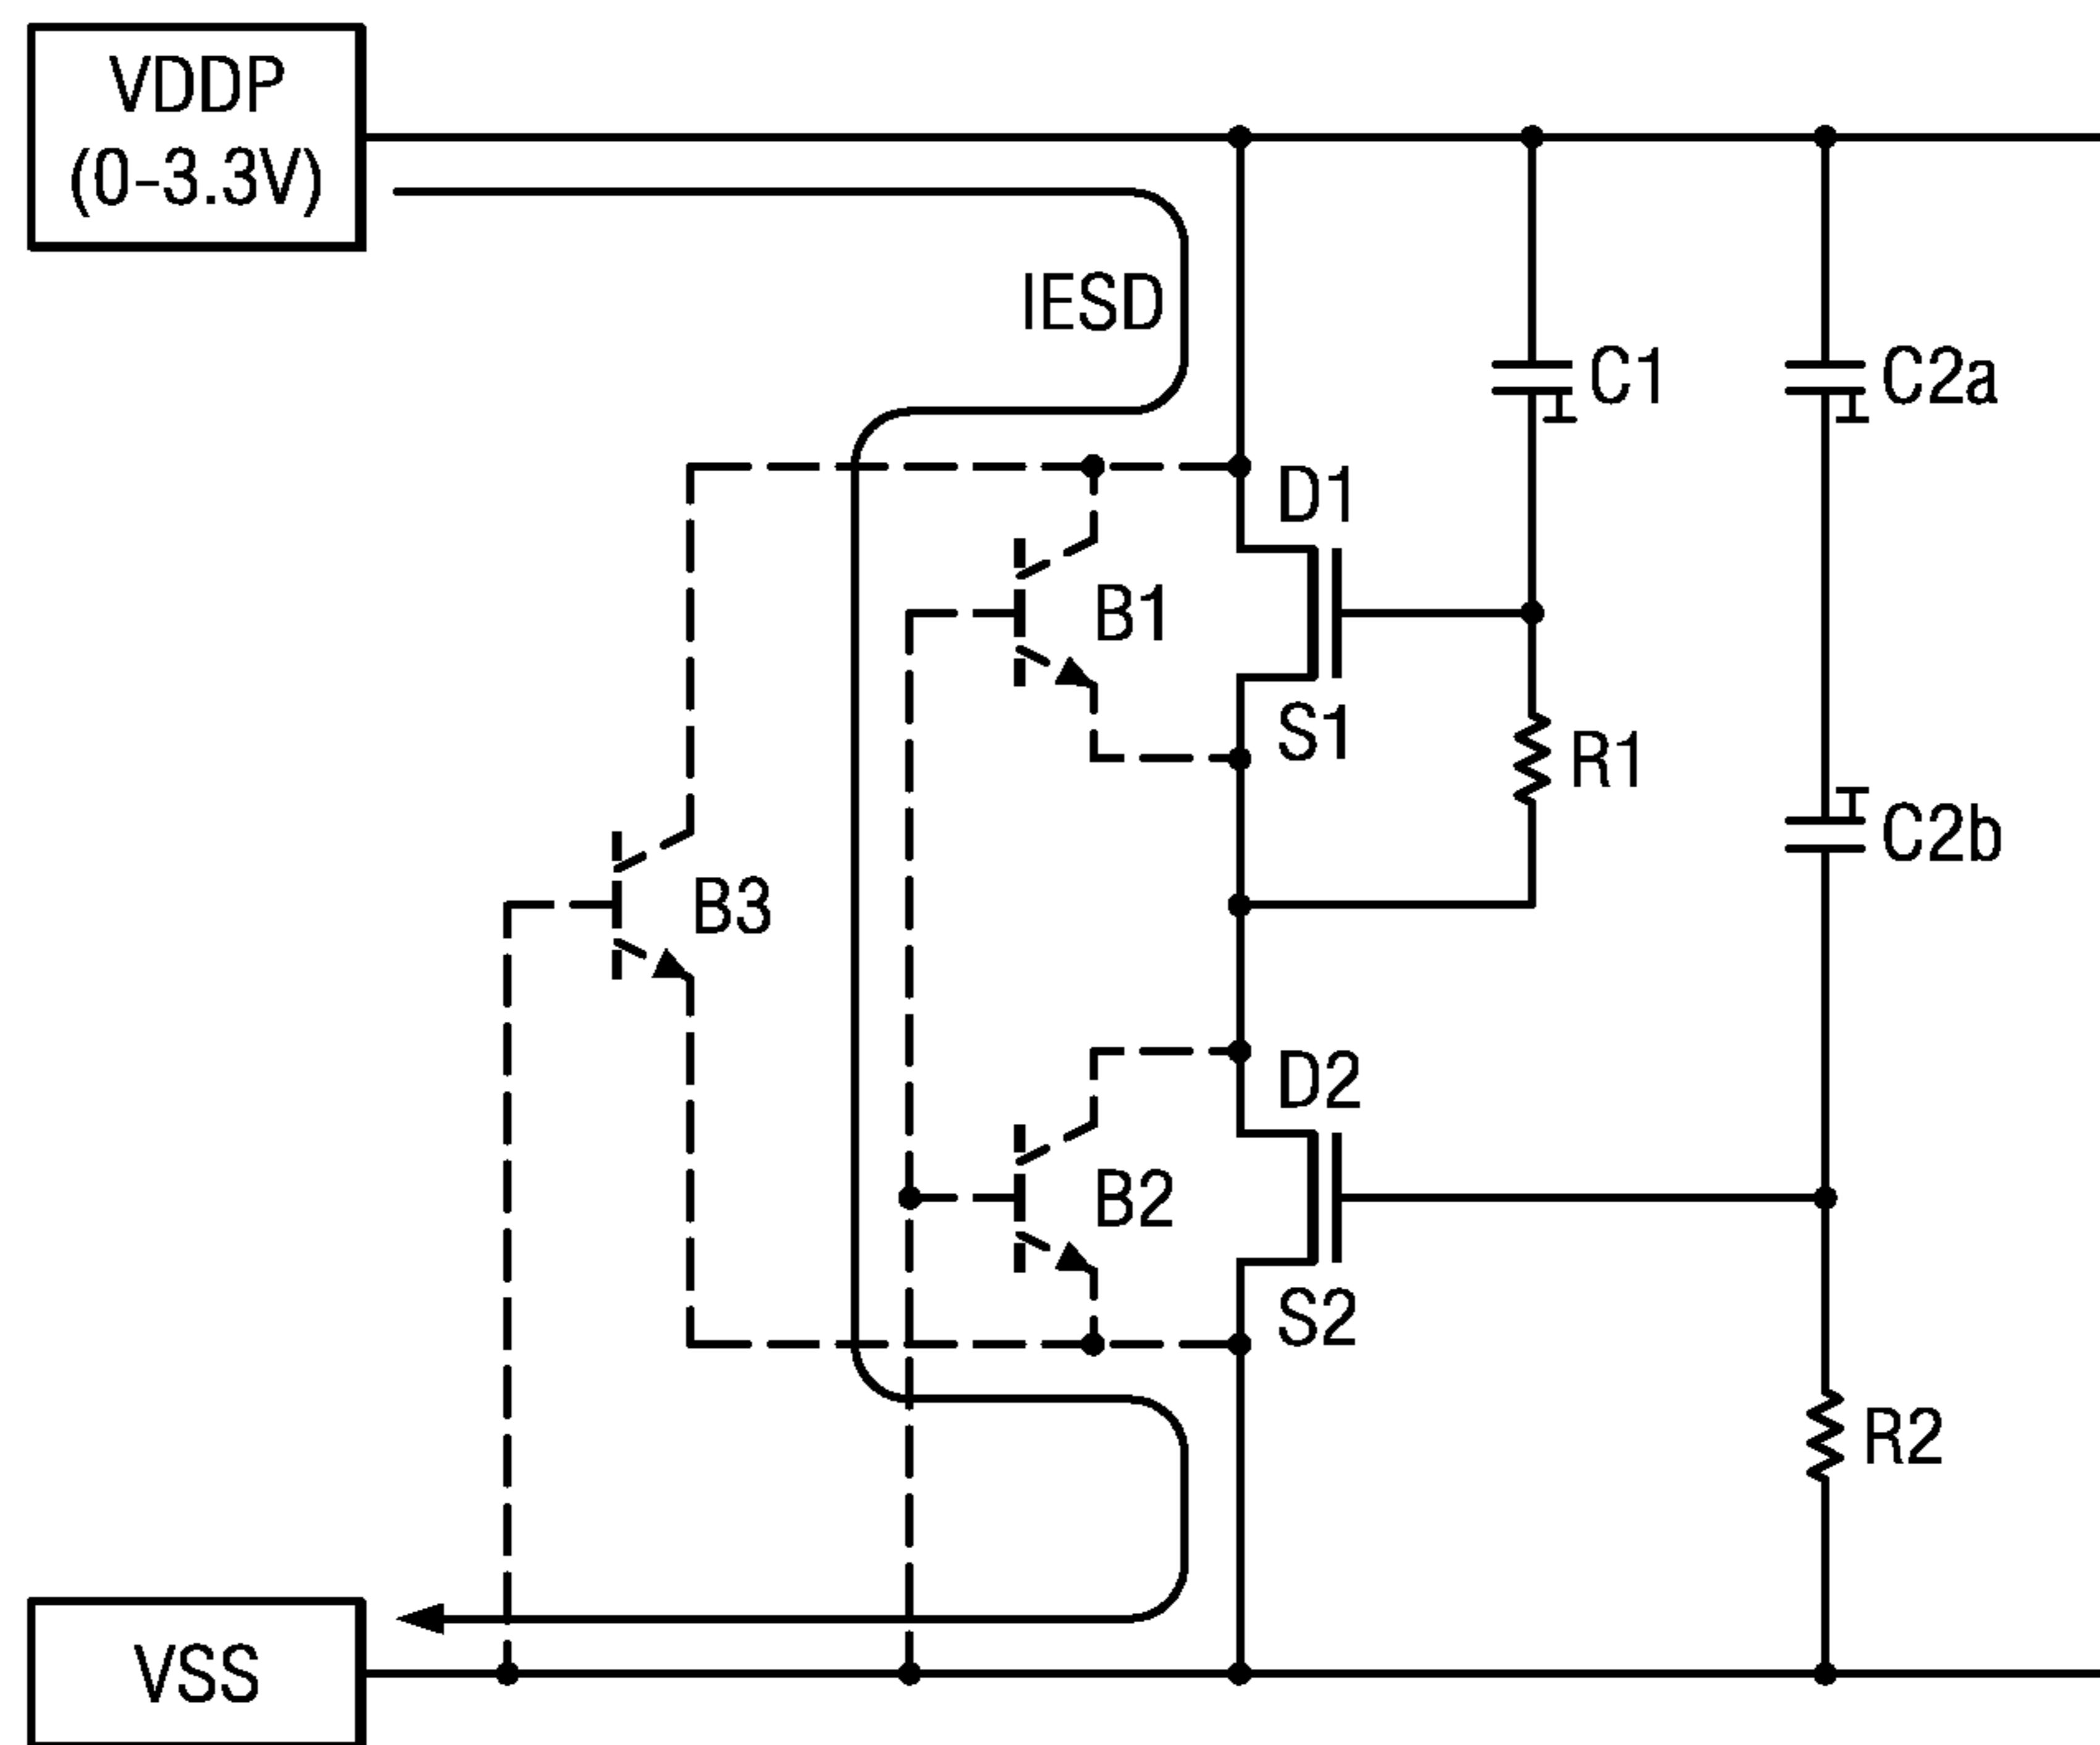 VDDP
(0-3.3V)
IESD
C1
C2a
D1
B1
S1
R1
C2b
B3
D2
B2
S2
R2
VSS